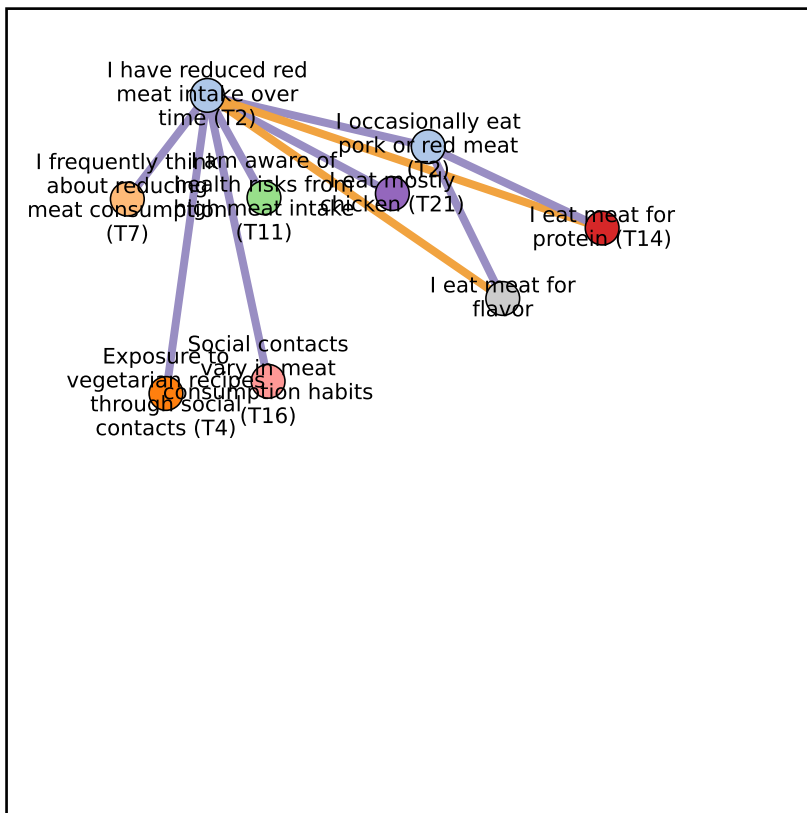 I have reduced red
meat intake over
time (T2)
I occasionally eat
pork or red meat
(T2)
I frequently think
about reducing
meat consumption
(T7)
I am aware of
health risks from
high meat intake
(T11)
I eat mostly
chicken (T21)
I eat meat for
protein (T14)
I eat meat for
flavor
Exposure to
vegetarian recipes
through social
contacts (T4)
Social contacts
vary in meat
consumption habits
(T16)